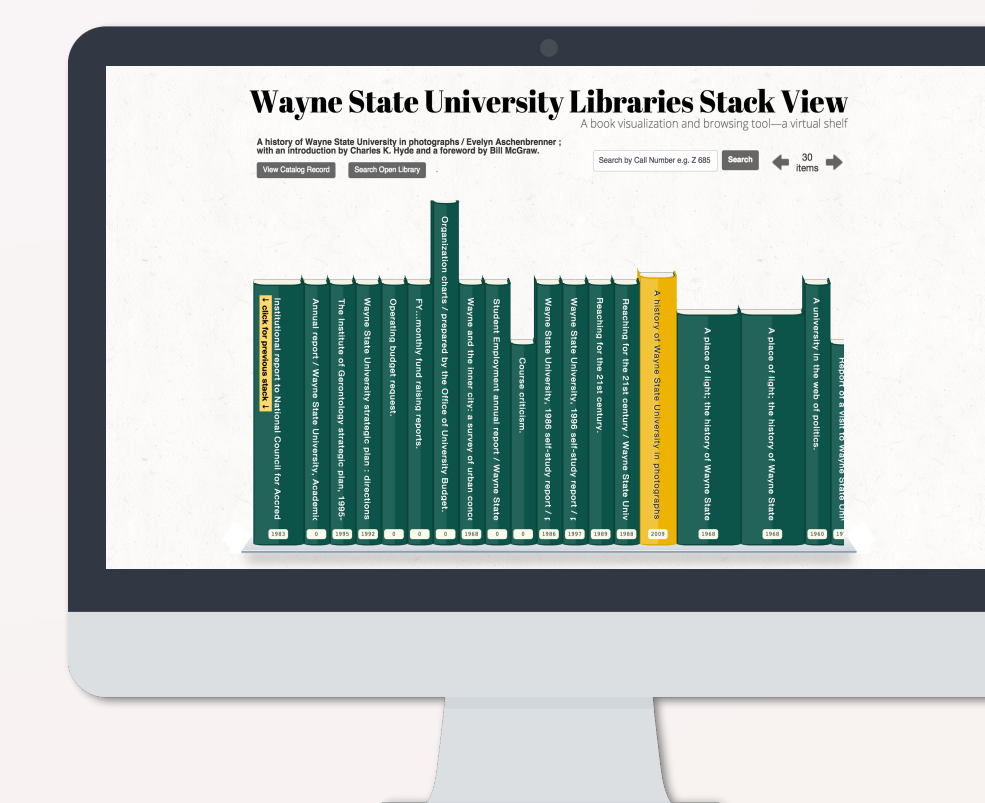 Wayne State University Libraries Stack View
A book visualization and browsing tool—a virtual shelf
A history of Wayne State University in photographs / Evelyn Aschenbrenner ;
with an introduction by Charles K. Hyde and a foreword by Bill McGraw.
View Catalog Record
Search Open Library
Search by Call Number e.g. Z 685
Search
30
items
↓ click for previous stack ↓
Institutional report to National Council for Accred
1983
Annual report / Wayne State University, Academic
0
The Institute of Gerontology strategic plan, 1995-
1995
Wayne State University strategic plan : directions
1992
Operating budget request.
0
FY...monthly fund raising reports.
0
Organization charts / prepared by the Office of University Budget.
0
Wayne and the inner city: a survey of urban conce
1968
Student Employment annual report / Wayne State
0
Course criticism.
0
Wayne State University, 1986 self-study report / p
1986
Wayne State University, 1996 self-study report / p
1997
Reaching for the 21st century.
1989
Reaching for the 21st century / Wayne State Univ
1988
A history of Wayne State University in photographs
2009
A place of light; the history of Wayne State
1968
A place of light; the history of Wayne State
1968
A university in the web of politics.
1960
Report of a visit to Wayne State Univ